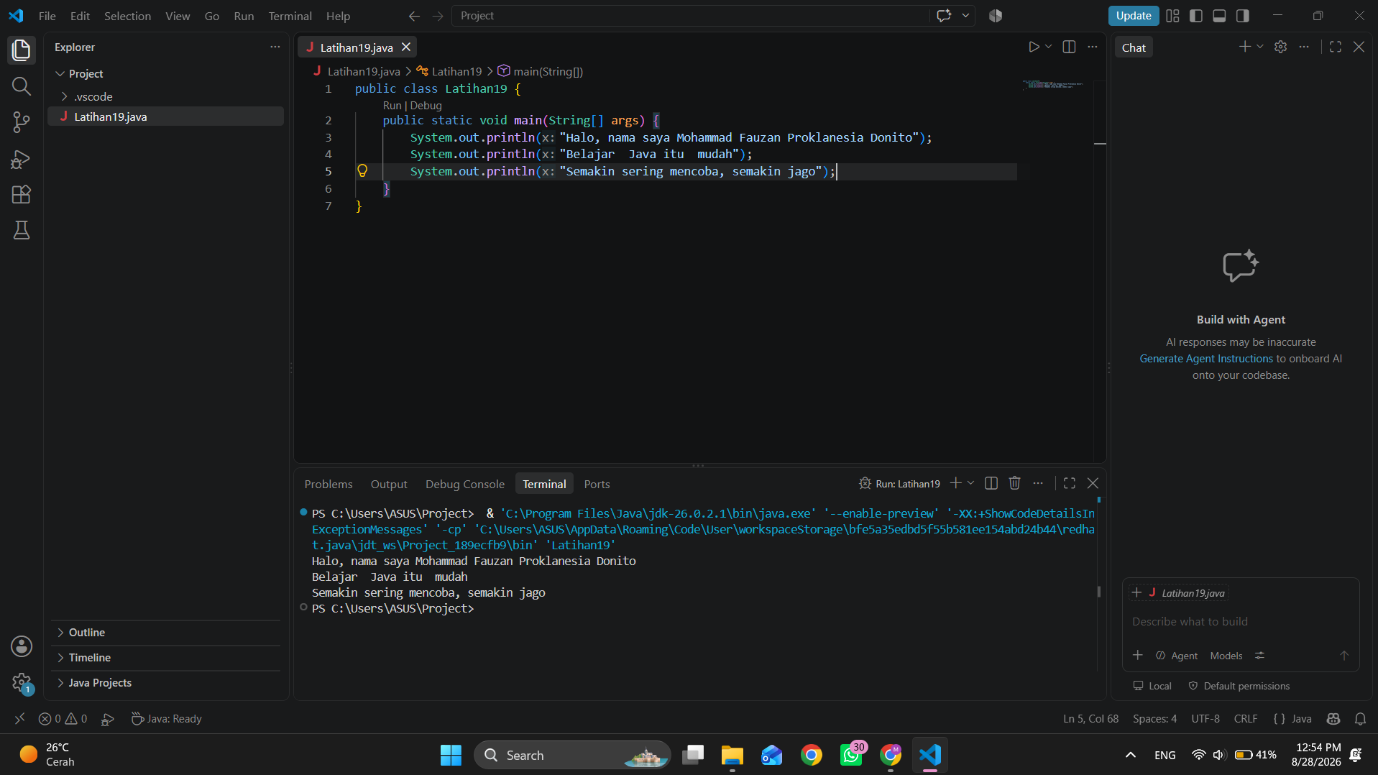 File Edit Selection View Go Run Terminal Help
Project
Update
Explorer
Project
.vscode
J Latihan19.java
Outline
Timeline
Java Projects
1
J Latihan19.java
J Latihan19.java > Latihan19 > main(String[])
1 public class Latihan19 {
Run | Debug
2 public static void main(String[] args) {
3 System.out.println(x: "Halo, nama saya Mohammad Fauzan Proklanesia Donito");
4 System.out.println(x: "Belajar  Java itu  mudah");
5 System.out.println(x: "Semakin sering mencoba, semakin jago");
6 }
7 }
Problems Output Debug Console Terminal Ports
Run: Latihan19
PS C:\Users\ASUS\Project>  & 'C:\Program Files\Java\jdk-26.0.2.1\bin\java.exe' '--enable-preview' '-XX:+ShowCodeDetailsIn
ExceptionMessages' '-cp' 'C:\Users\ASUS\AppData\Roaming\Code\User\workspaceStorage\bfe5a35edbd5f55b581ee154abd24b44\redha
t.java\jdt_ws\Project_189ecfb9\bin' 'Latihan19'
Halo, nama saya Mohammad Fauzan Proklanesia Donito
Belajar  Java itu  mudah
Semakin sering mencoba, semakin jago
PS C:\Users\ASUS\Project>
Chat
Build with Agent
AI responses may be inaccurate
Generate Agent Instructions to onboard AI
onto your codebase.
J Latihan19.java
Describe what to build
Agent Models
Local Default permissions
0 0 Java: Ready
Ln 5, Col 68 Spaces: 4 UTF-8 CRLF { } Java
26°C
Cerah
Search
30
M
ENG
41%
12:54 PM
8/28/2026